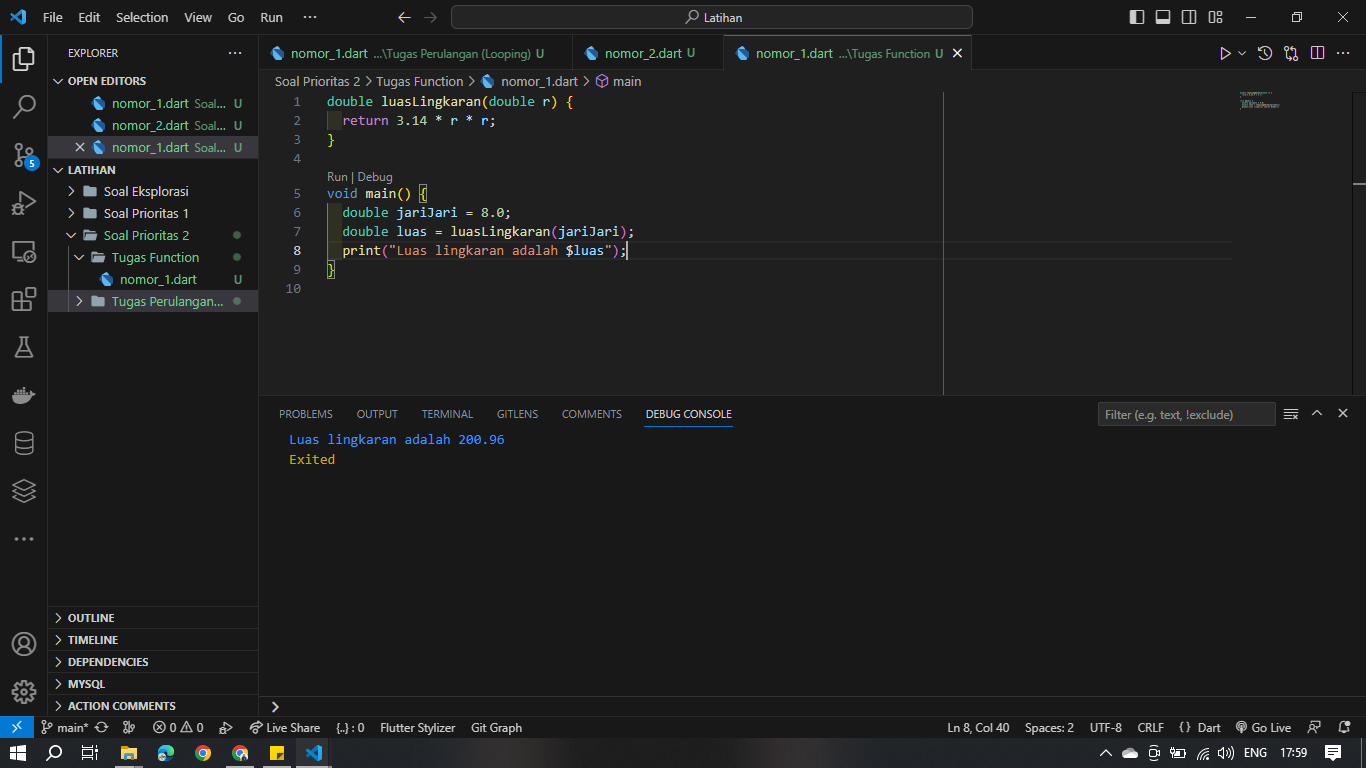 File Edit Selection View Go Run ··· Latihan
EXPLORER ···
OPEN EDITORS
nomor_1.dart Soal... U
nomor_2.dart Soal... U
nomor_1.dart Soal... U
LATIHAN
Soal Eksplorasi
Soal Prioritas 1
Soal Prioritas 2
Tugas Function
nomor_1.dart U
Tugas Perulangan...
OUTLINE
TIMELINE
DEPENDENCIES
MYSQL
ACTION COMMENTS
5
nomor_1.dart ...\Tugas Perulangan (Looping) U nomor_2.dart U nomor_1.dart ...\Tugas Function U
Soal Prioritas 2 > Tugas Function > nomor_1.dart > main
1 double luasLingkaran(double r) {
2 return 3.14 * r * r;
3 }
4
Run | Debug
5 void main() {
6 double jariJari = 8.0;
7 double luas = luasLingkaran(jariJari);
8 print("Luas lingkaran adalah $luas");
9 }
10
PROBLEMS OUTPUT TERMINAL GITLENS COMMENTS DEBUG CONSOLE Filter (e.g. text, !exclude)
Luas lingkaran adalah 200.96
Exited
main* 0 0 Live Share {..} : 0 Flutter Stylizer Git Graph Ln 8, Col 40 Spaces: 2 UTF-8 CRLF { } Dart Go Live
ENG 17:59